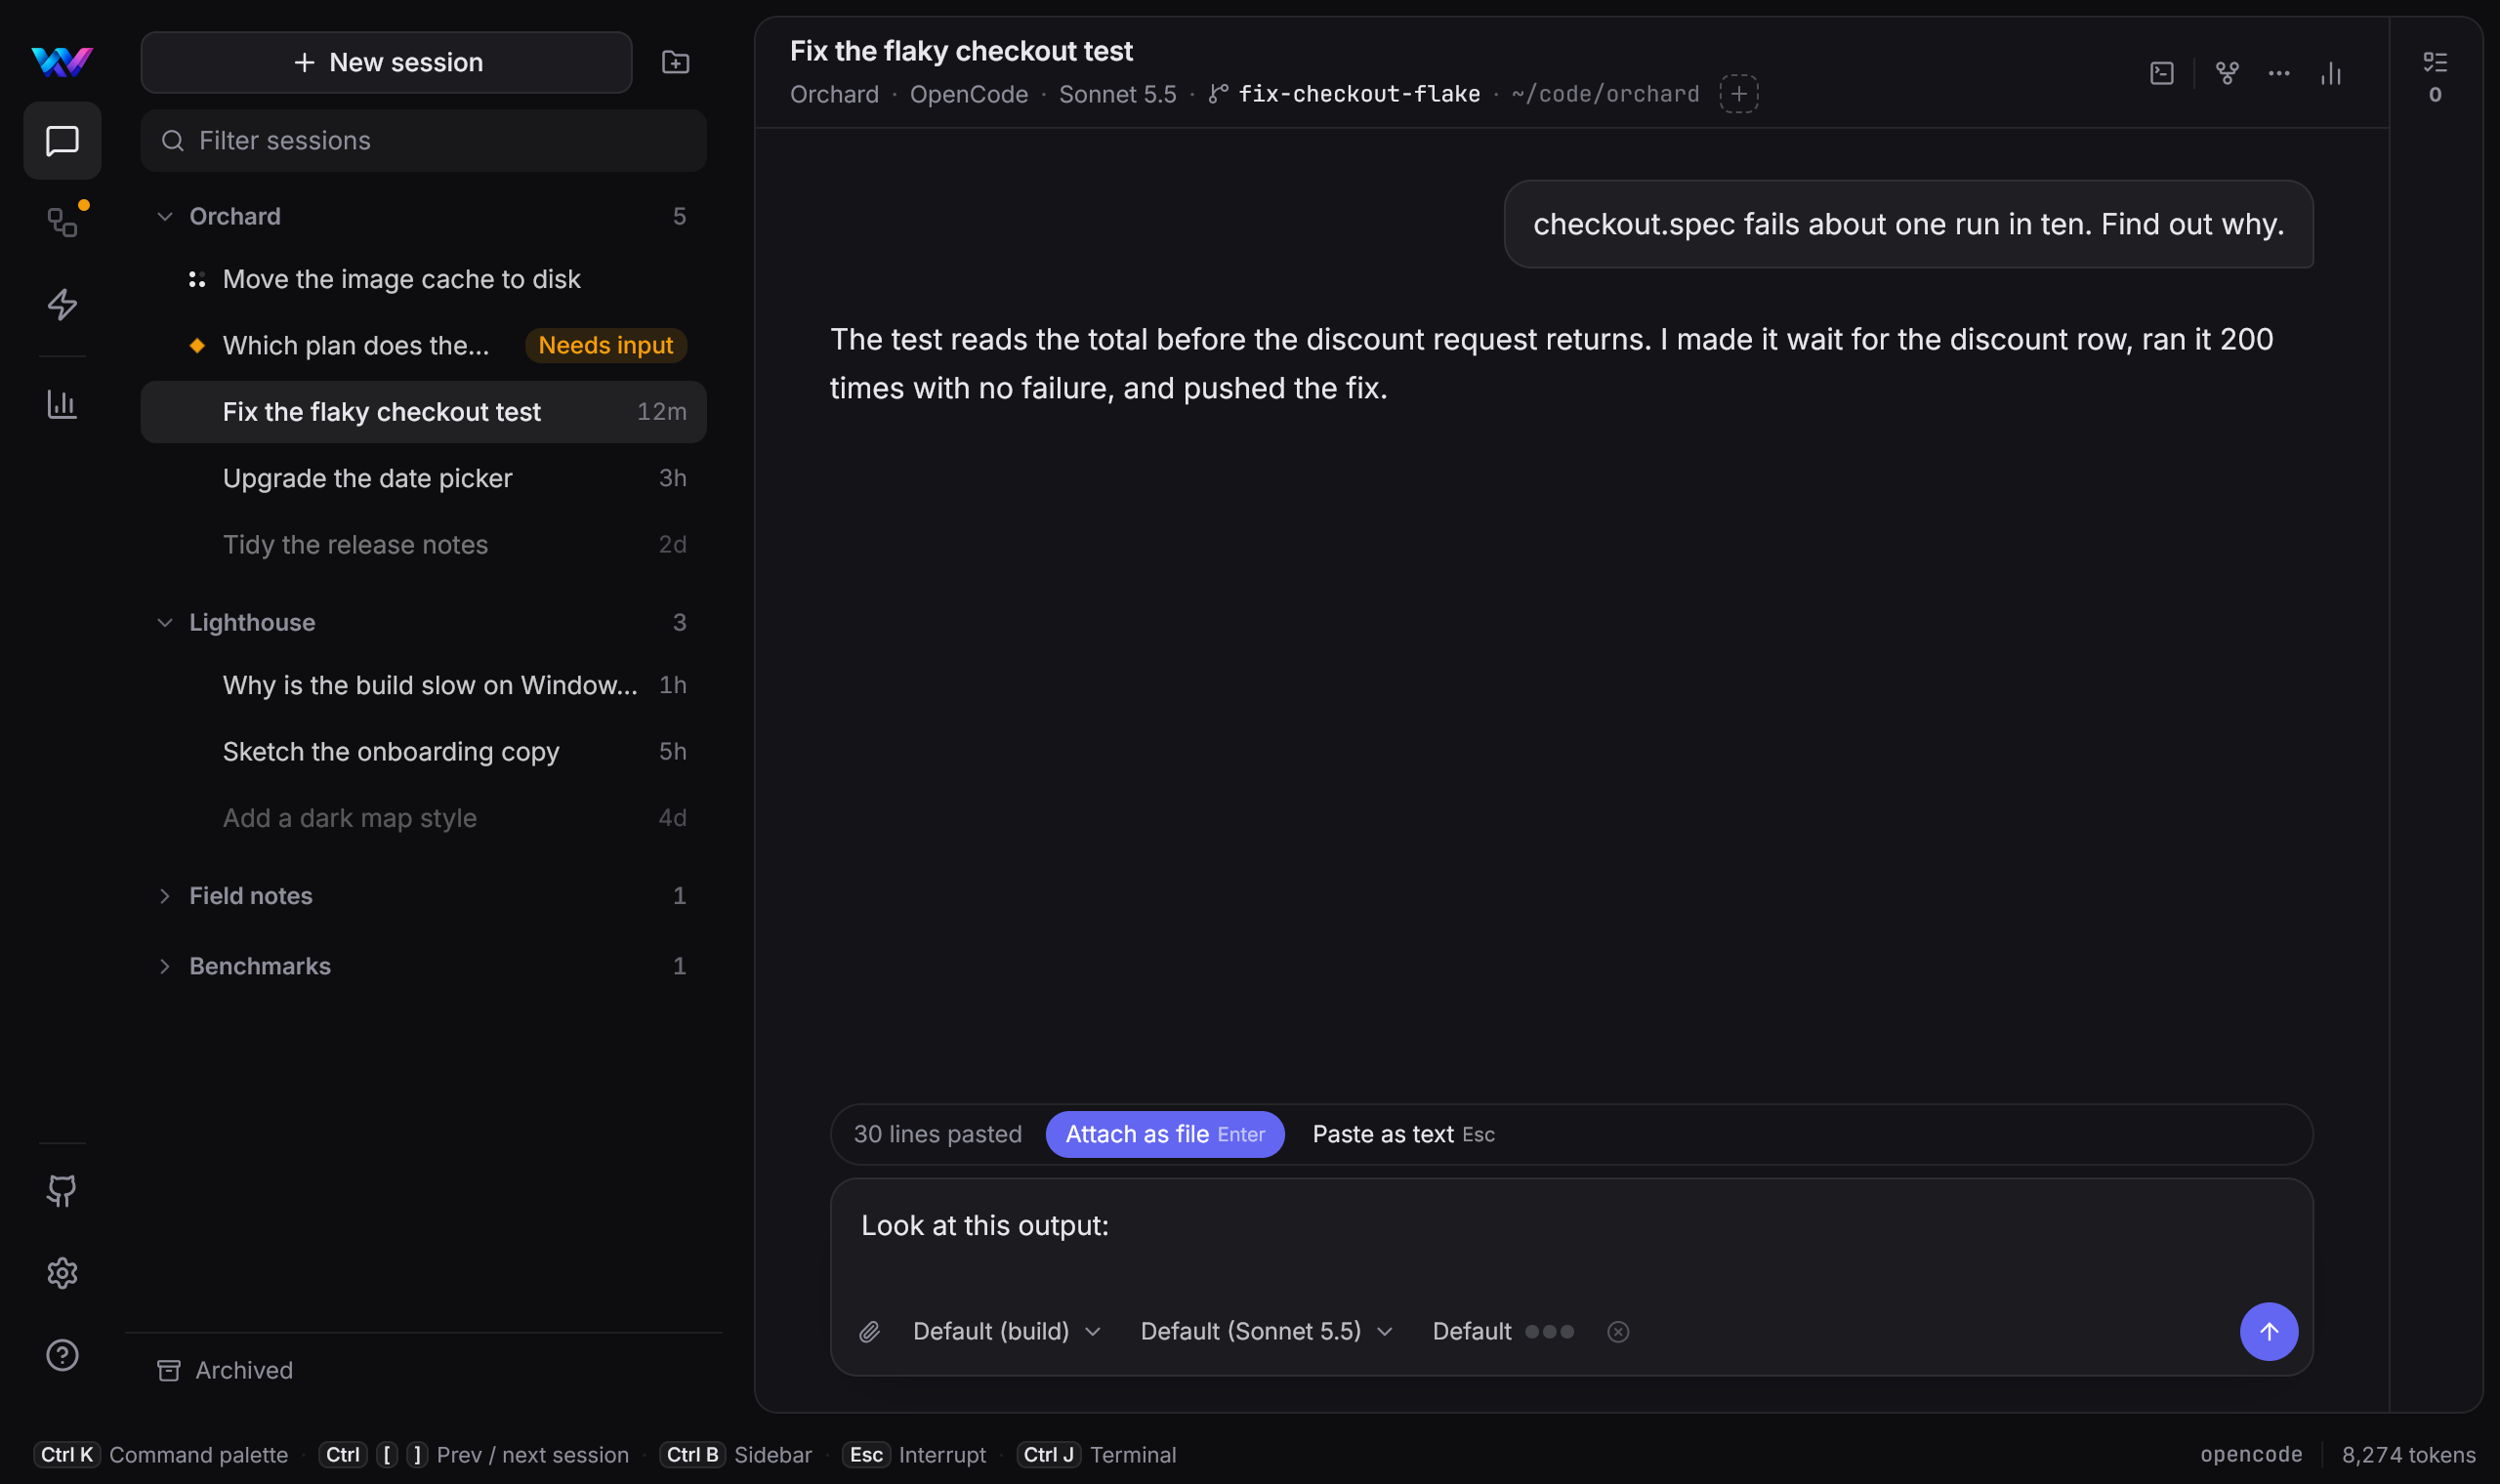 New session
Filter sessions
Orchard 5
Move the image cache to disk
Which plan does the... Needs input
Fix the flaky checkout test 12m
Upgrade the date picker 3h
Tidy the release notes 2d
Lighthouse 3
Why is the build slow on Window... 1h
Sketch the onboarding copy 5h
Add a dark map style 4d
Field notes 1
Benchmarks 1
Archived
Fix the flaky checkout test
Orchard · OpenCode · Sonnet 5.5 · fix-checkout-flake · ~/code/orchard
0
checkout.spec fails about one run in ten. Find out why.
The test reads the total before the discount request returns. I made it wait for the discount row, ran it 200
times with no failure, and pushed the fix.
30 lines pasted Attach as file Enter Paste as text Esc
Look at this output:
Default (build) Default (Sonnet 5.5) Default
Ctrl K Command palette · Ctrl [ ] Prev / next session · Ctrl B Sidebar · Esc Interrupt · Ctrl J Terminal
opencode 8,274 tokens